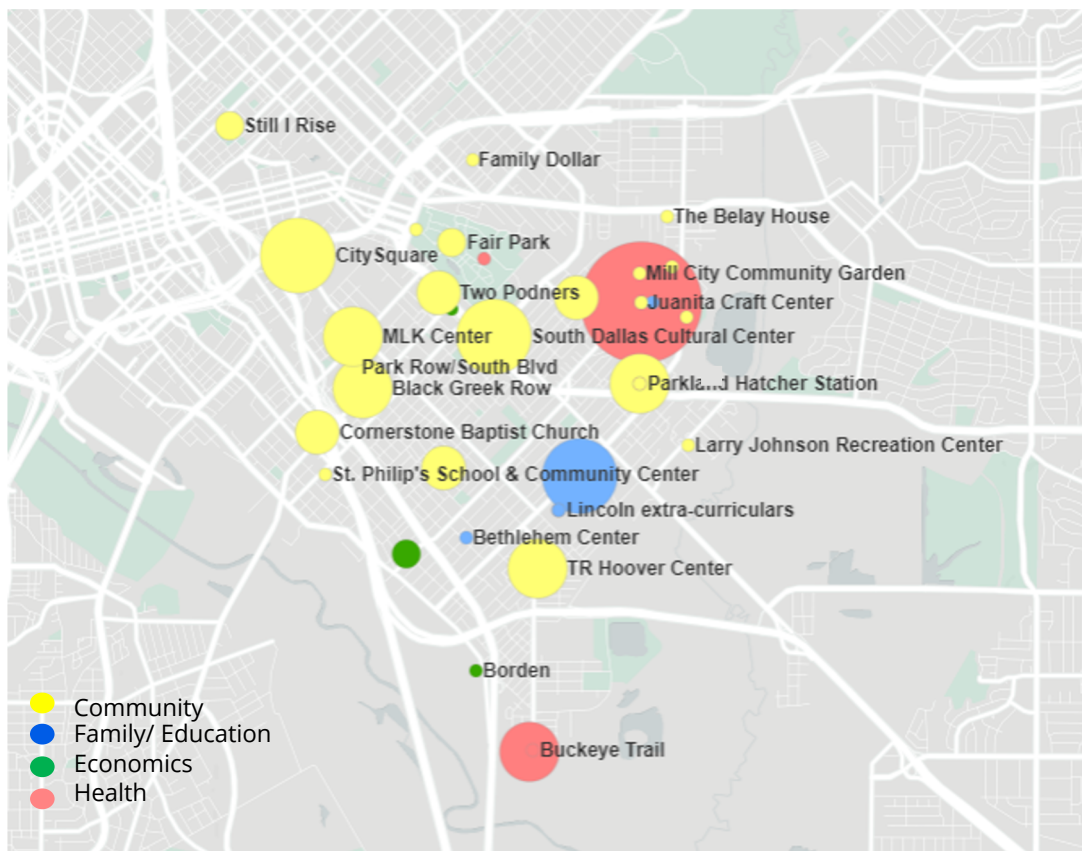 Still I Rise
Family Dollar
The Belay House
Fair Park
CitySquare
Mill City Community Garden
Two Podners
Juanita Craft Center
MLK Center
South Dallas Cultural Center
Park Row/South Blvd
Black Greek Row
Parkland Hatcher Station
Cornerstone Baptist Church
Larry Johnson Recreation Center
St. Philip's School & Community Center
Lincoln extra-curriculars
Bethlehem Center
TR Hoover Center
Borden
Buckeye Trail
Community
Family/ Education
Economics
Health